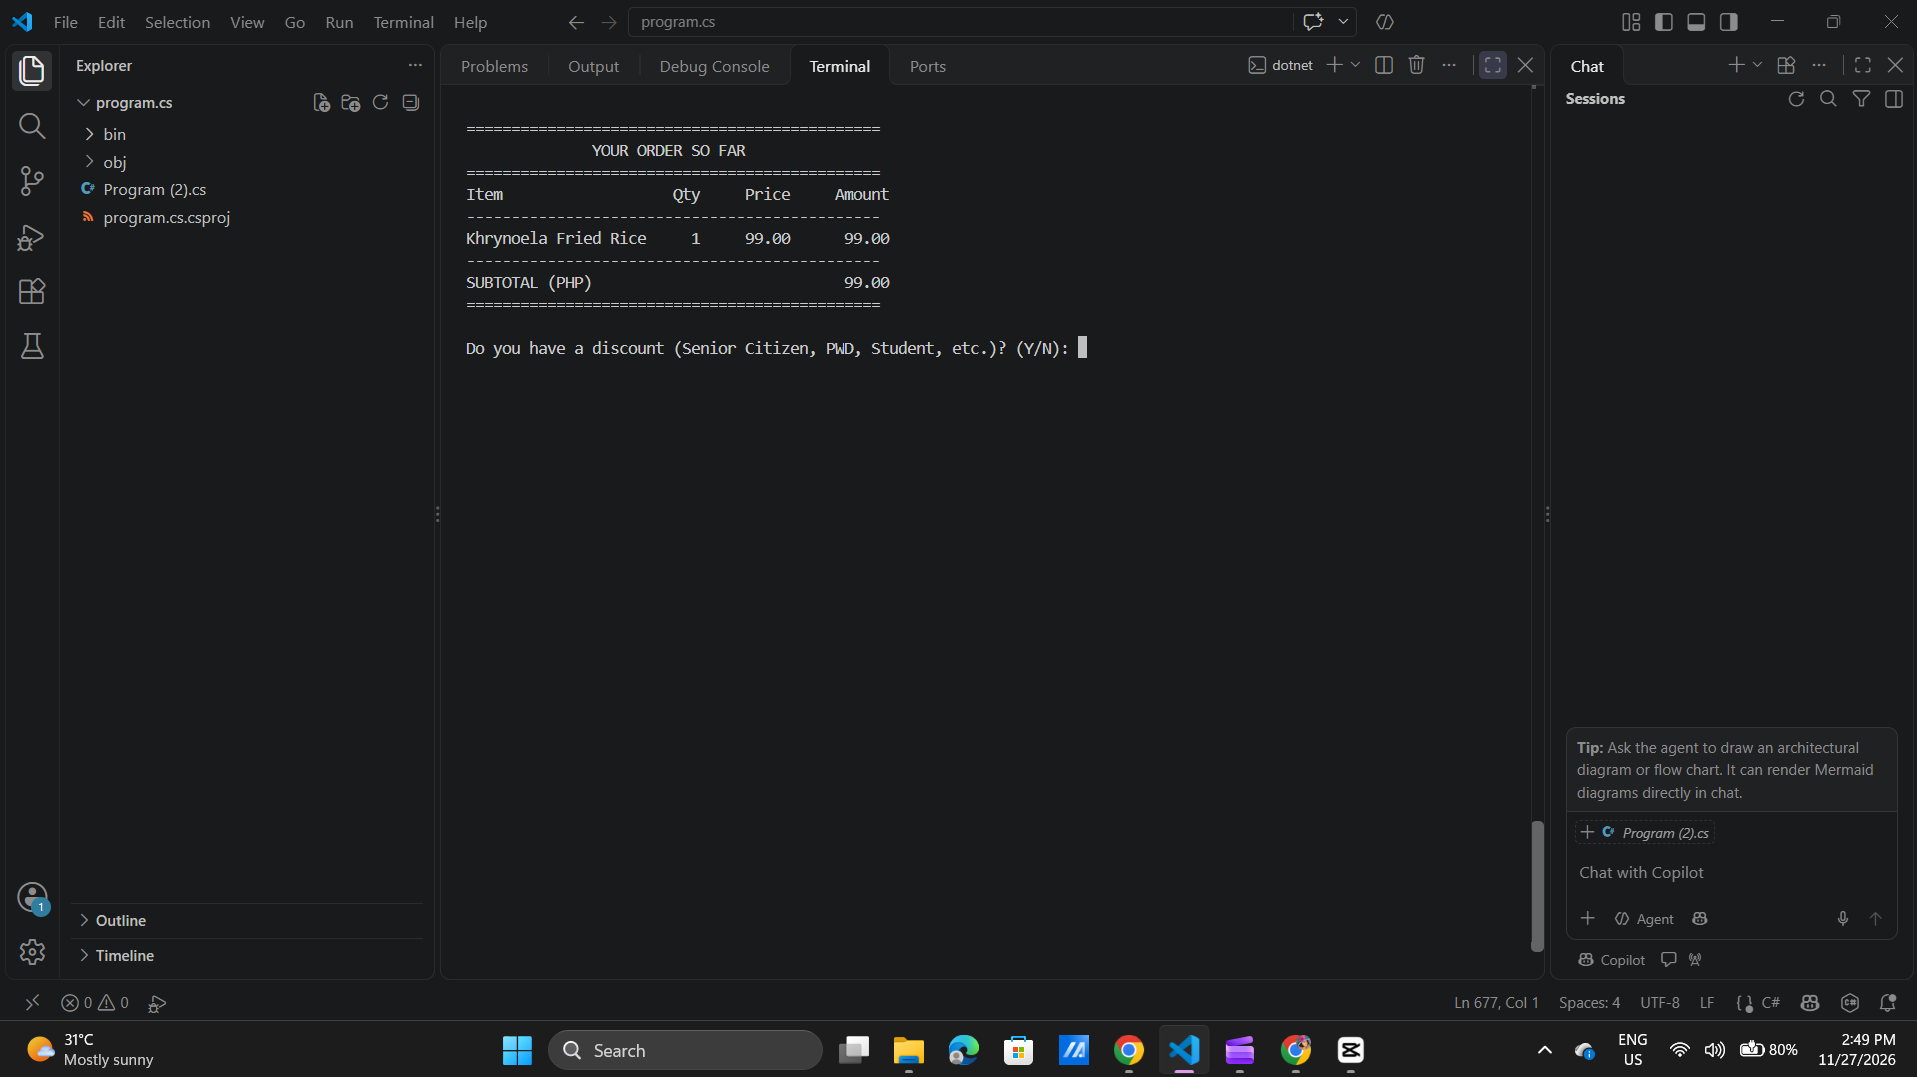 File Edit Selection View Go Run Terminal Help
program.cs
Explorer
program.cs
bin
obj
Program (2).cs
program.cs.csproj
Outline
Timeline
Problems Output Debug Console Terminal Ports
dotnet
==============================================
YOUR ORDER SO FAR
==============================================
Item Qty Price Amount
----------------------------------------------
Khrynoela Fried Rice 1 99.00 99.00
----------------------------------------------
SUBTOTAL (PHP) 99.00
==============================================
Do you have a discount (Senior Citizen, PWD, Student, etc.)? (Y/N):
Chat
Sessions
Tip: Ask the agent to draw an architectural
diagram or flow chart. It can render Mermaid
diagrams directly in chat.
Program (2).cs
Chat with Copilot
Agent
Copilot
1
0 0
Ln 677, Col 1 Spaces: 4 UTF-8 LF { } C#
31°C
Mostly sunny
Search
ENG
US
80%
2:49 PM
11/27/2026